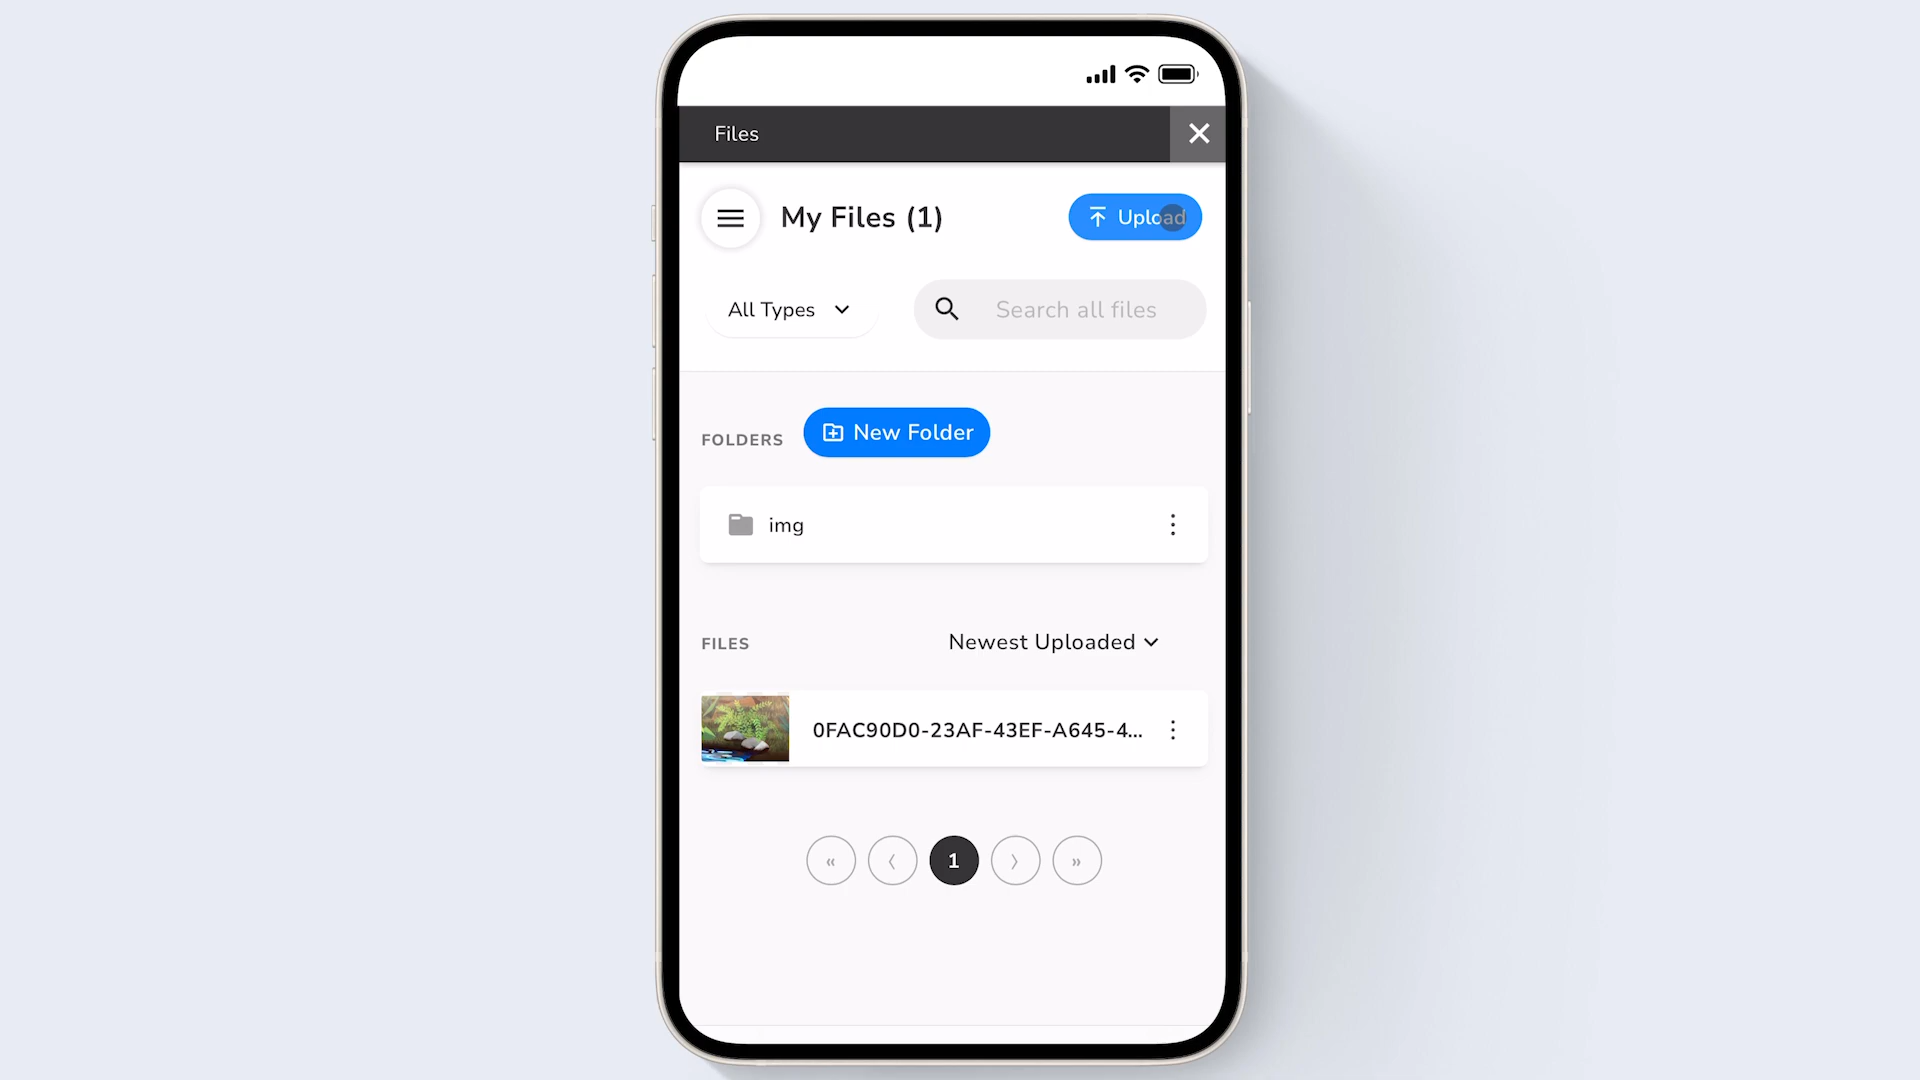 Files
My Files (1)
Upload
All Types
Search all files
FOLDERS
New Folder
img
FILES
Newest Uploaded
0FAC90D0-23AF-43EF-A645-4...
« ‹ 1 › »